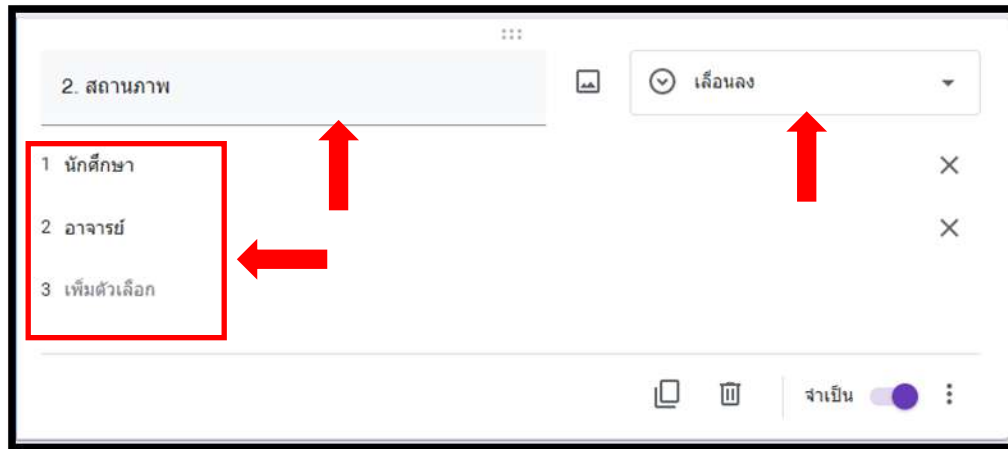 2. สถานภาพ
เลื่อนลง
1 นักศึกษา
2 อาจารย์
3 เพิ่มตัวเลือก
จำเป็น